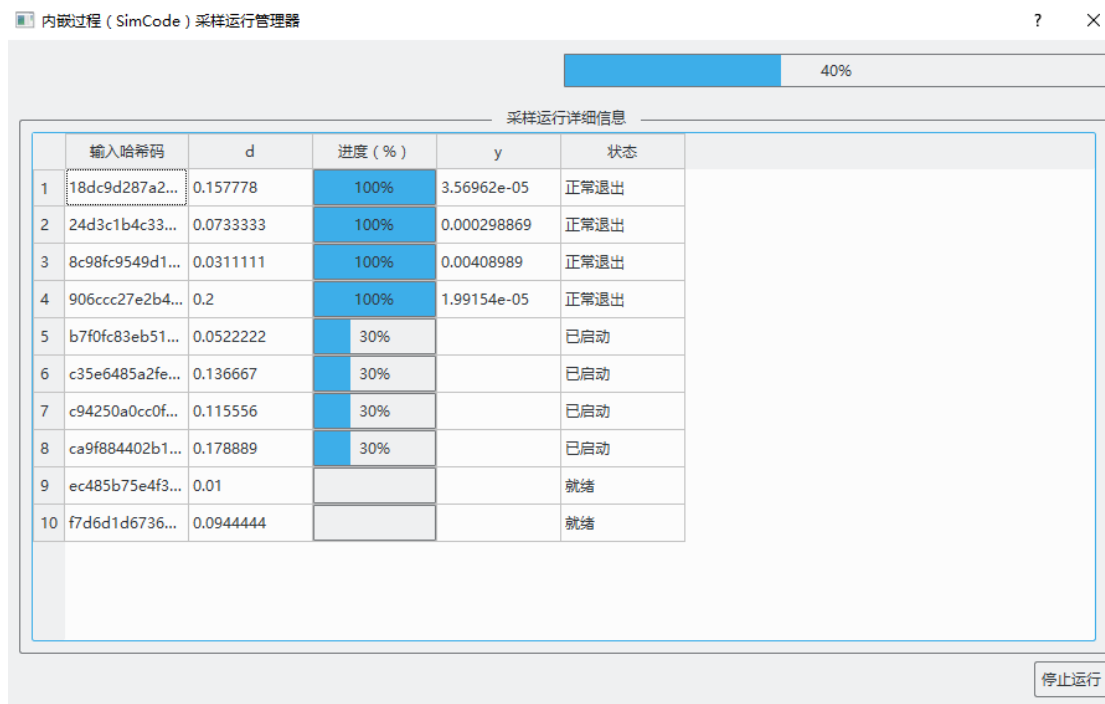 内嵌过程（SimCode）采样运行管理器 ?
40%
采样运行详细信息
输入哈希码 d 进度（%） y 状态
1 18dc9d287a2... 0.157778 100% 3.56962e-05 正常退出
2 24d3c1b4c33... 0.0733333 100% 0.000298869 正常退出
3 8c98fc9549d1... 0.0311111 100% 0.00408989 正常退出
4 906ccc27e2b4... 0.2 100% 1.99154e-05 正常退出
5 b7f0fc83eb51... 0.0522222 30% 已启动
6 c35e6485a2fe... 0.136667 30% 已启动
7 c94250a0cc0f... 0.115556 30% 已启动
8 ca9f884402b1... 0.178889 30% 已启动
9 ec485b75e4f3... 0.01 就绪
10 f7d6d1d6736... 0.0944444 就绪
停止运行